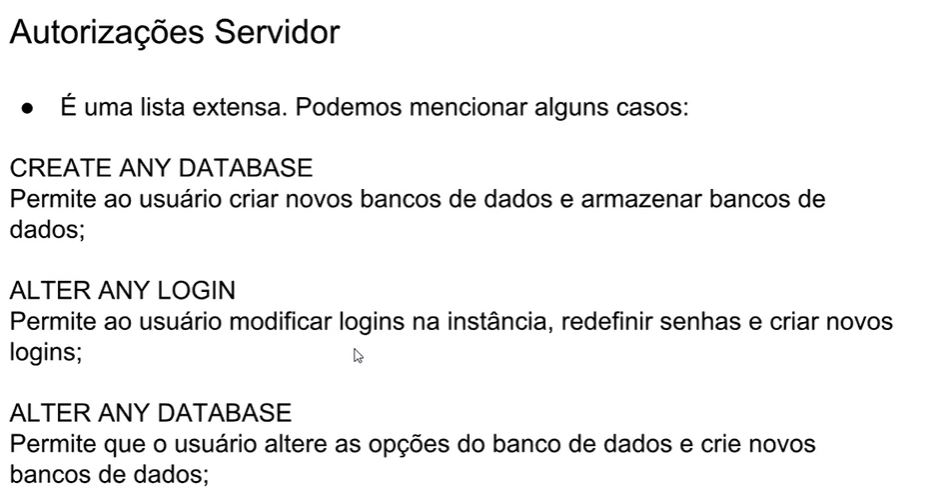 Autorizações Servidor
● É uma lista extensa. Podemos mencionar alguns casos:
CREATE ANY DATABASE
Permite ao usuário criar novos bancos de dados e armazenar bancos de
dados;
ALTER ANY LOGIN
Permite ao usuário modificar logins na instância, redefinir senhas e criar novos
logins;
ALTER ANY DATABASE
Permite que o usuário altere as opções do banco de dados e crie novos
bancos de dados;